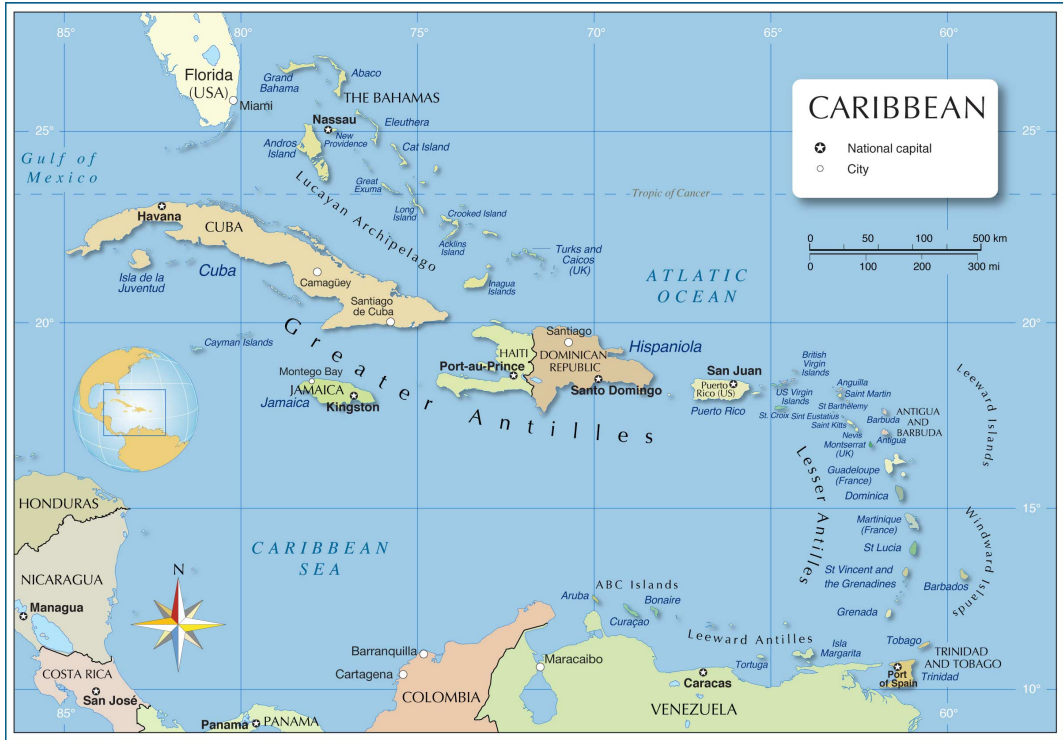 85°
80°
75°
70°
65°
60°
Florida
(USA)
Miami
Grand
Bahama
Abaco
THE BAHAMAS
CARIBBEAN
National capital
City
25°
25°
Nassau
New
Providence
Eleuthera
Andros
Island
Cat Island
Gulf of
Mexico
Great
Exuma
Tropic of Cancer
Lucayan Archipelago
Long
Island
Crooked Island
Acklins
Island
Havana
CUBA
Cuba
Isla de la
Juventud
Camagüey
Santiago
de Cuba
Turks and
Caicos
(UK)
Inagua
Islands
ATLATIC
OCEAN
0 50 100 500 km
0 100 200 300 mi
20°
20°
Cayman Islands
Greater Antilles
Montego Bay
JAMAICA
Jamaica
Kingston
HAITI
Port-au-Prince
Santiago
DOMINICAN
REPUBLIC
Santo Domingo
Hispaniola
San Juan
Puerto
Rico (US)
Puerto Rico
British
Virgin
Islands
US Virgin
Islands
St. Croix
Anguilla
Saint Martin
St Barthélemy
Sint Eustatius
Saint Kitts
Nevis
Barbuda
ANTIGUA
AND
BARBUDA
Antigua
Montserrat
(UK)
Leeward Islands
Guadeloupe
(France)
Dominica
Lesser Antilles
15°
15°
Martinique
(France)
St Lucia
Windward Islands
St Vincent and
the Grenadines
Barbados
Grenada
HONDURAS
NICARAGUA
Managua
CARIBBEAN
SEA
N
ABC Islands
Aruba
Curaçao
Bonaire
Leeward Antilles
Tortuga
Isla
Margarita
Tobago
TRINIDAD
AND TOBAGO
Port
of Spain
Trinidad
COSTA RICA
San José
Barranquilla
Cartagena
COLOMBIA
Maracaibo
Caracas
VENEZUELA
10°
10°
Panama
PANAMA
85°
60°